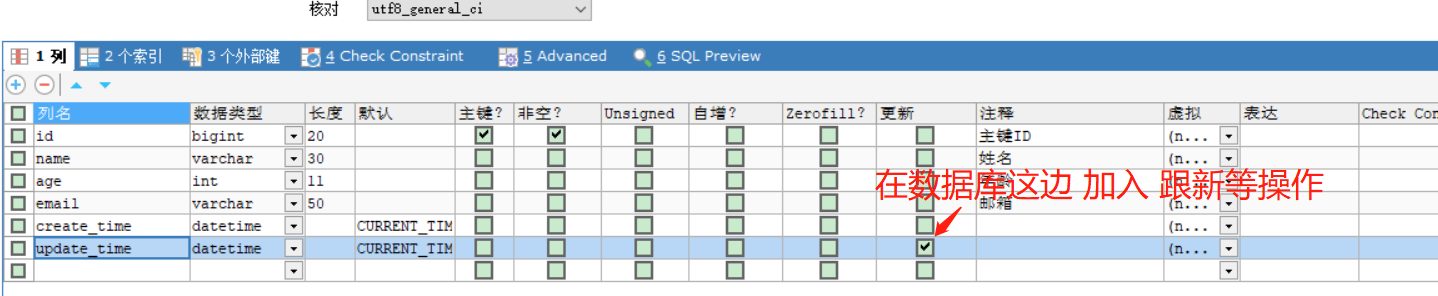 核对 utf8_general_ci
1 列 2 个索引 3 个外部键 4 Check Constraint 5 Advanced 6 SQL Preview
列名 数据类型 长度 默认 主键? 非空? Unsigned 自增? Zerofill? 更新 注释 虚拟 表达 Check Con
id bigint 20 主键ID (n...
name varchar 30 姓名 (n...
age int 11 (n...
在数据库这边 加入 跟新等操作
email varchar 50 邮箱 (n...
create_time datetime CURRENT_TIM (n...
update_time datetime CURRENT_TIM (n...